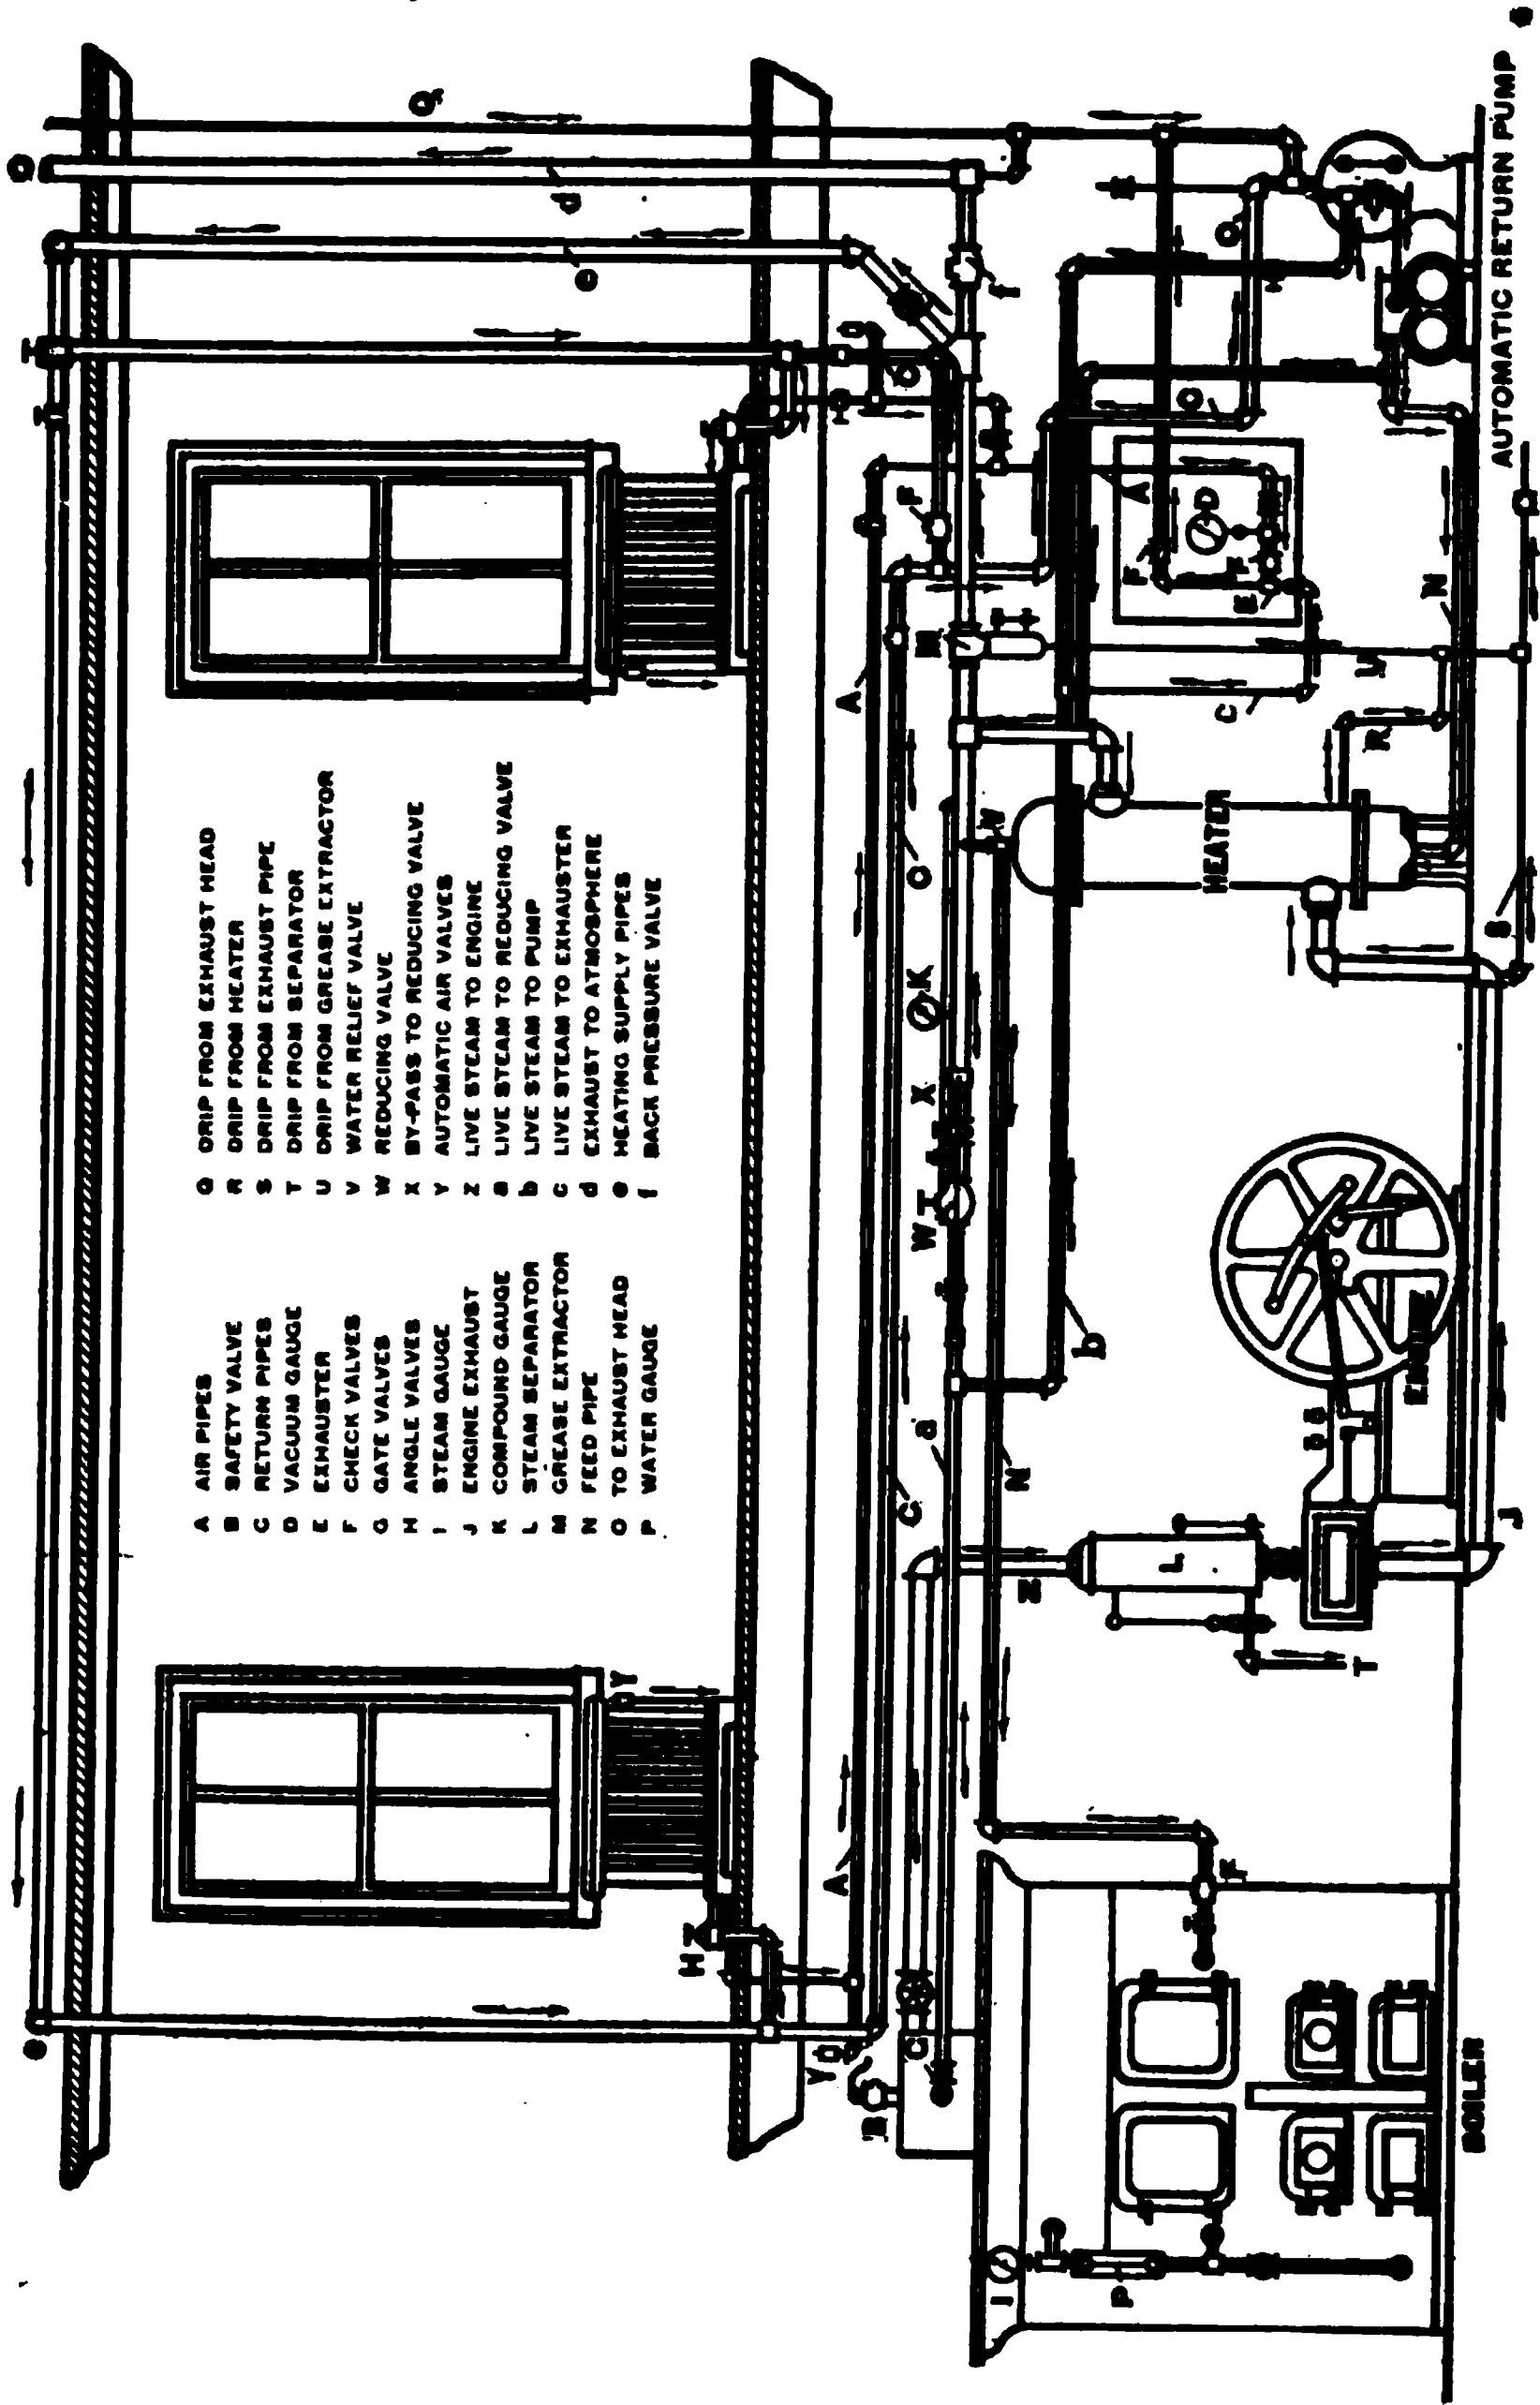 A AIR PIPES
B SAFETY VALVE
C RETURN PIPES
D VACUUM GAUGE
E EXHAUSTER
F CHECK VALVES
G GATE VALVES
H ANGLE VALVES
I STEAM GAUGE
J ENGINE EXHAUST
K COMPOUND GAUGE
L STEAM SEPARATOR
M GREASE EXTRACTOR
N FEED PIPE
O TO EXHAUST HEAD
P WATER GAUGE
Q DRIP FROM EXHAUST HEAD
R DRIP FROM HEATER
S DRIP FROM EXHAUST PIPE
T DRIP FROM SEPARATOR
U DRIP FROM GREASE EXTRACTOR
V WATER RELIEF VALVE
W REDUCING VALVE
X BY-PASS TO REDUCING VALVE
Y AUTOMATIC AIR VALVES
Z LIVE STEAM TO ENGINE
a LIVE STEAM TO REDUCING VALVE
b LIVE STEAM TO PUMP
c LIVE STEAM TO EXHAUSTER
d EXHAUST TO ATMOSPHERE
e HEATING SUPPLY PIPES
f BACK PRESSURE VALVE
e
Q
d
e
H
Y
Y
B
G
A
C
a
W
X
K
C
A
M
F
f
I
P
F
N
Z
L
T
b
HEATER
A
D
F
E
C
R
U
N
S
J
ENGINE
BOILER
AUTOMATIC RETURN PUMP